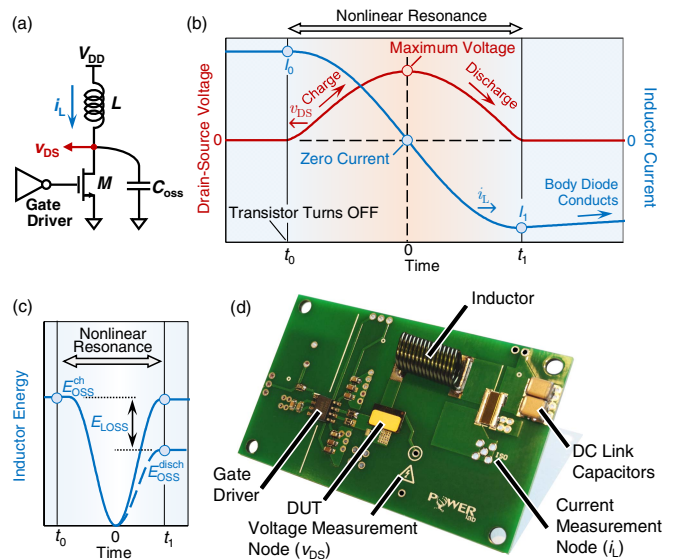 (a)
V_DD
i_L
L
v_DS
M
C_oss
Gate
Driver
(b)
Nonlinear Resonance
Drain-Source Voltage
0
I_0
Charge
v_DS
Maximum Voltage
Discharge
Zero Current
i_L
I_1
Body Diode
Conducts
Transistor Turns OFF
0
Inductor Current
t_0
0
t_1
Time
(c)
Nonlinear
Resonance
Inductor Energy
E_OSS^ch
E_LOSS
E_OSS^disch
t_0
0
t_1
Time
(d)
Inductor
Gate
Driver
DUT
Voltage Measurement
Node (v_DS)
POWER
lab
DC Link
Capacitors
Current
Measurement
Node (i_L)